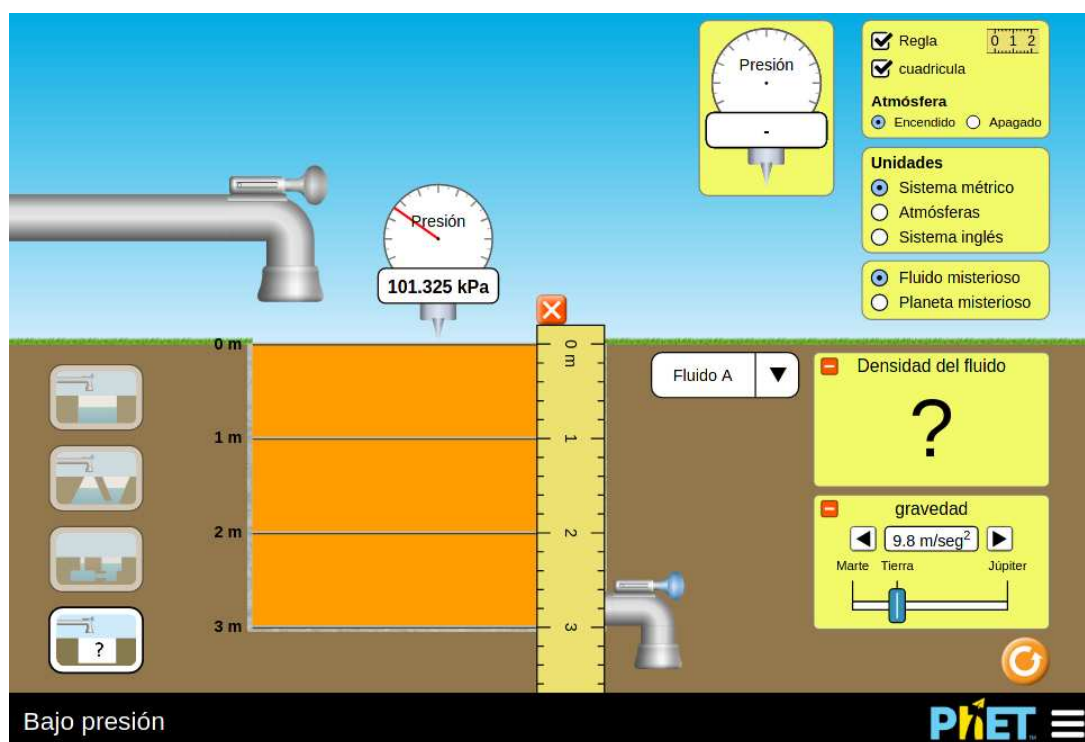 Presión
-
Regla
0 1 2
cuadricula
Atmósfera
Encendido
Apagado
Unidades
Sistema métrico
Atmósferas
Sistema inglés
Fluido misterioso
Planeta misterioso
Presión
101.325 kPa
0 m
1 m
2 m
3 m
0 m
1
2
3
Fluido A
Densidad del fluido
?
gravedad
9.8 m/seg²
Marte Tierra Júpiter
?
Bajo presión
PhET